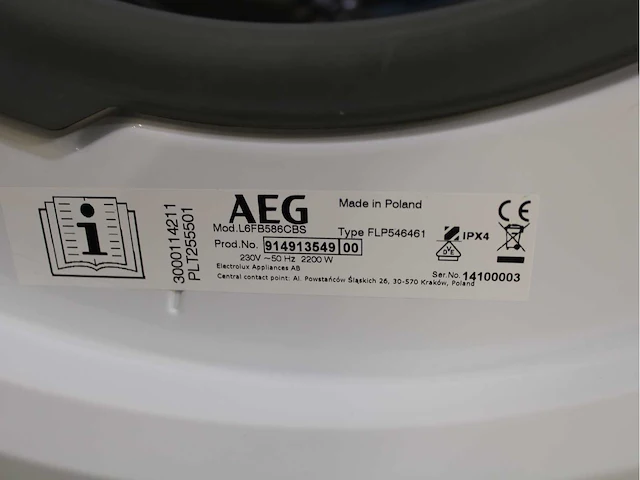 3000114211
PLT255501
AEG
Made in Poland
Mod.L6FB586CBS Type FLP546461
Prod.No. 914913549 00
230V ~50 Hz 2200 W
Electrolux Appliances AB
Central contact point: Al. Powstańców Śląskich 26, 30-570 Kraków, Poland
CE
IPX4
DVE
Ser.No. 14100003